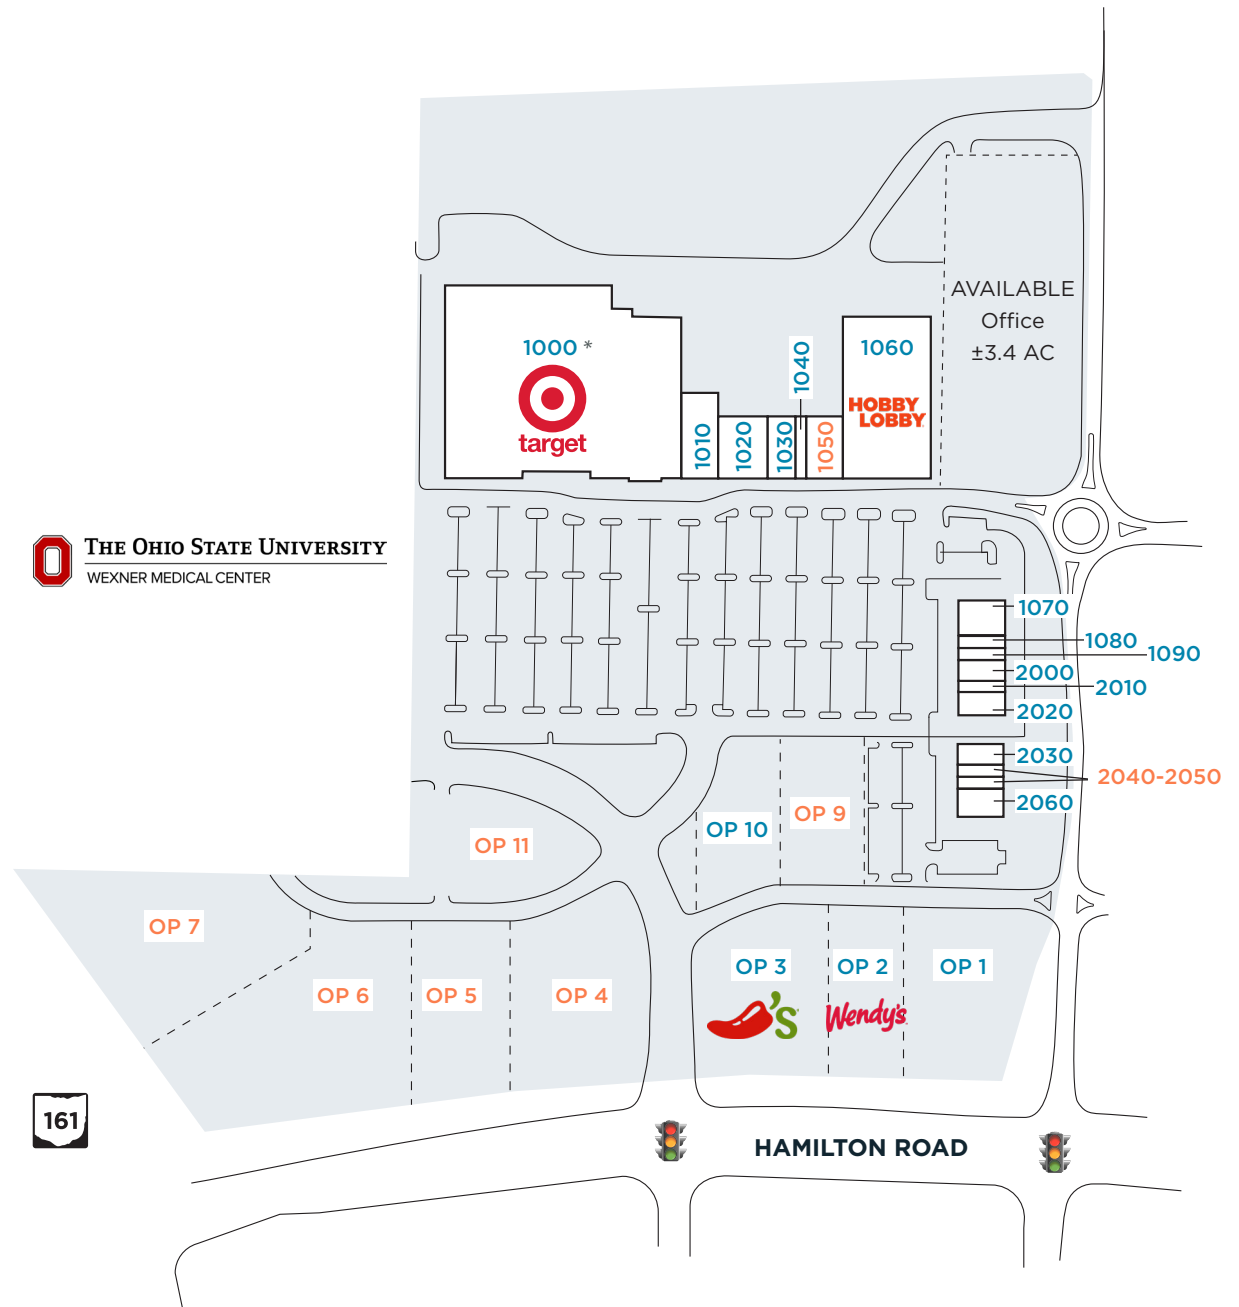 AVAILABLE
Office
±3.4 AC
1000 *
target
1010
1020
1030
1040
1050
1060
HOBBY
LOBBY
THE OHIO STATE UNIVERSITY
WEXNER MEDICAL CENTER
1070
1080
1090
2000
2010
2020
2030
2040-2050
2060
OP 9
OP 10
OP 11
OP 7
OP 6
OP 5
OP 4
OP 3
OP 2
OP 1
'S
Wendy's
161
HAMILTON ROAD